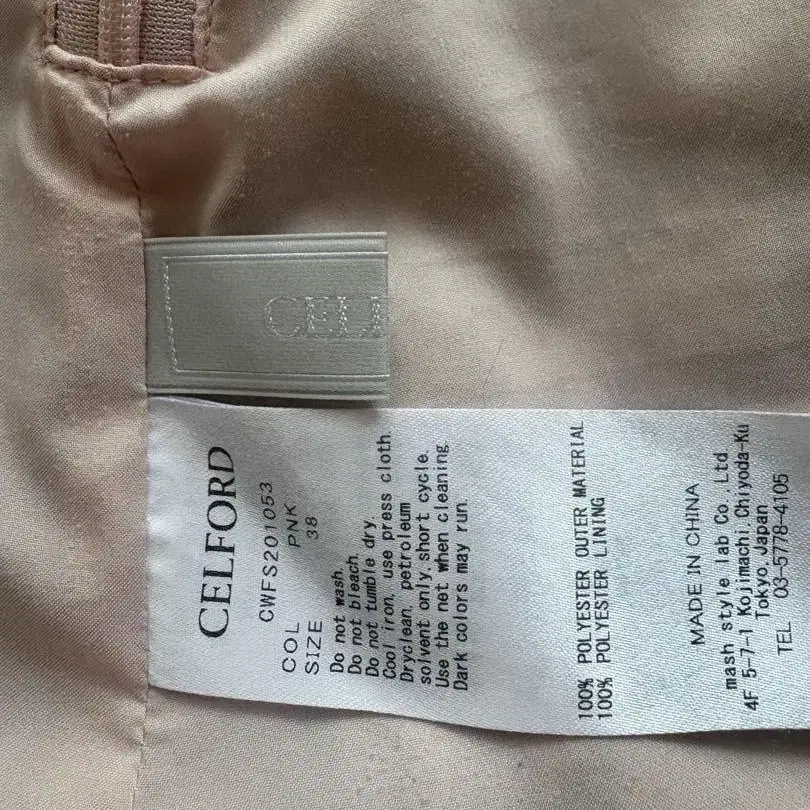 CELFORD
CWFS201053
COL PNK
SIZE 38
Do not wash.
Do not bleach.
Do not tumble dry.
Cool iron, use press cloth.
Dryclean, petroleum
solvent only, short cycle.
Use the net when cleaning.
Dark colors may run.
100% POLYESTER OUTER MATERIAL
100% POLYESTER LINING
MADE IN CHINA
mash style lab Co.,Ltd
4F 5-7-1 Kojimachi,Chiyoda-Ku
Tokyo,Japan
TEL 03-5778-4105